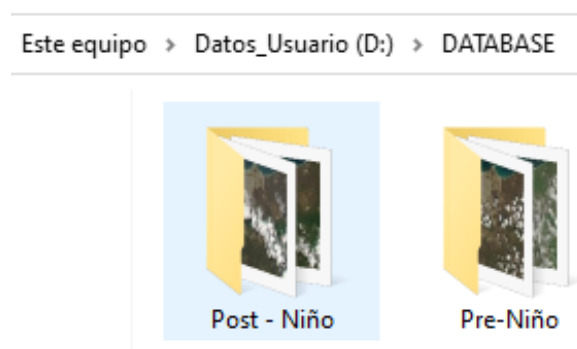 Este equipo > Datos_Usuario (D:) > DATABASE
Post - Niño
Pre-Niño